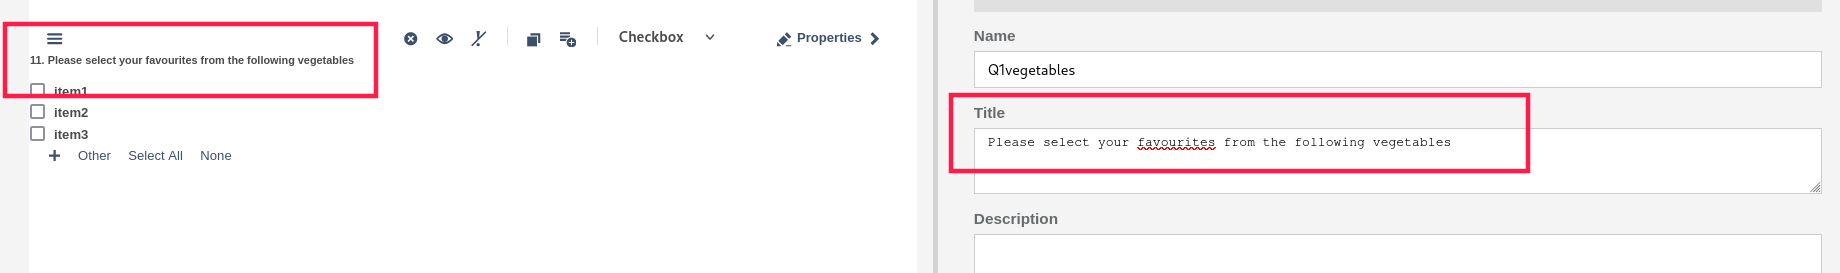 Checkbox
Properties
11. Please select your favourites from the following vegetables
item1
item2
item3
Other Select All None
Name
Q1vegetables
Title
Please select your favourites from the following vegetables
Description